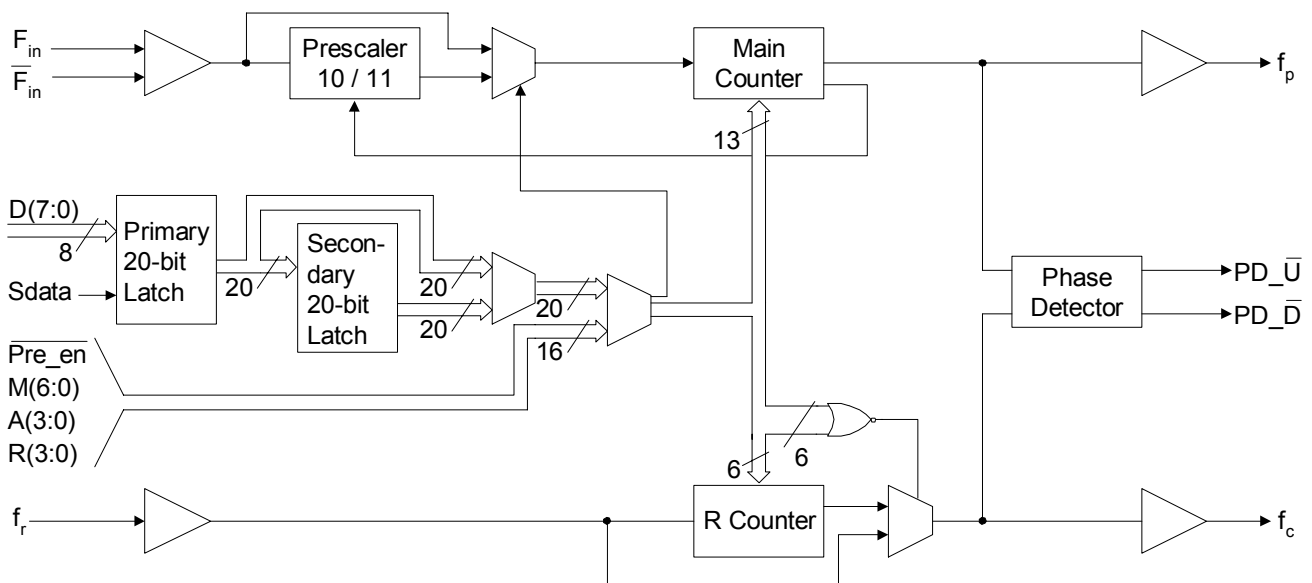 F_in
F̅_in
Prescaler
10 / 11
Main
Counter
f_p
13
D(7:0)
8
Sdata
Primary
20-bit
Latch
20
Secon-
dary
20-bit
Latch
20
20
20
16
Phase
Detector
PD_U̅
PD_D̅
P̅r̅e̅_̅e̅n̅
M(6:0)
A(3:0)
R(3:0)
6
6
f_r
R Counter
f_c